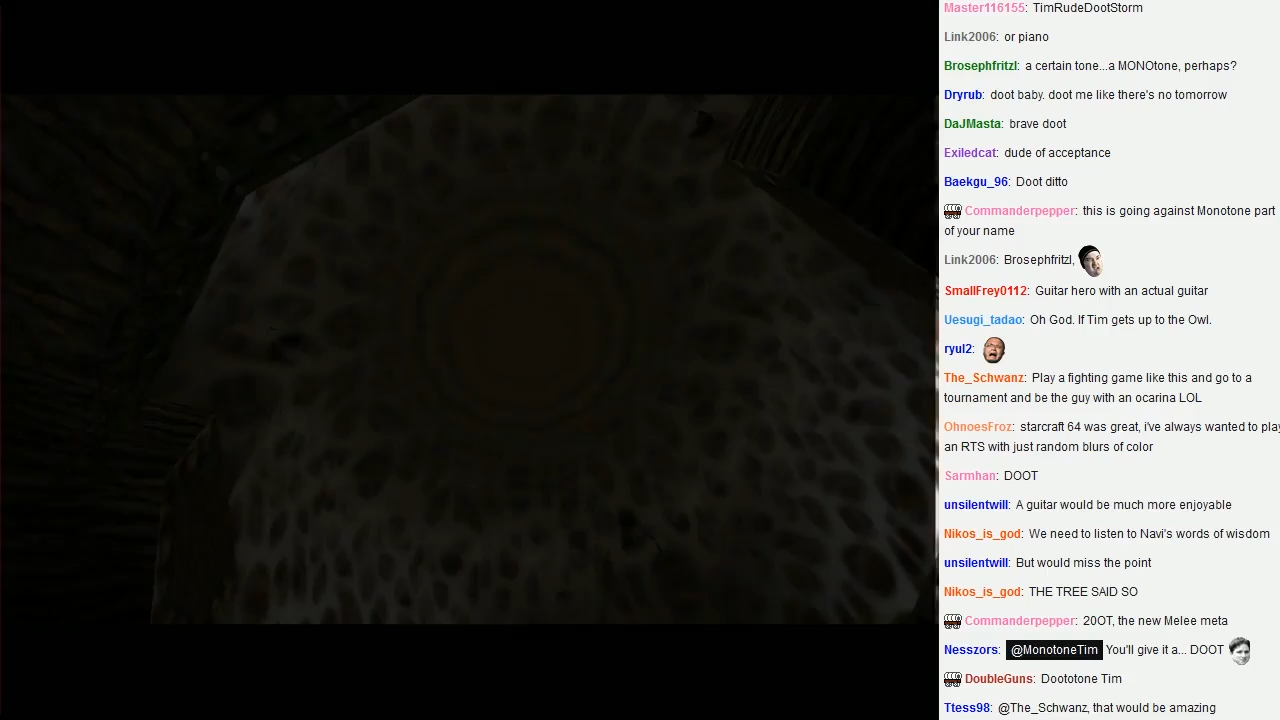 Master116155: TimRudeDootStorm
Link2006: or piano
Brosephfritzl: a certain tone...a MONOtone, perhaps?
Dryrub: doot baby. doot me like there's no tomorrow
DaJMasta: brave doot
Exiledcat: dude of acceptance
Baekgu_96: Doot ditto
Commanderpepper: this is going against Monotone part
of your name
Link2006: Brosephfritzl,
SmallFrey0112: Guitar hero with an actual guitar
Uesugi_tadao: Oh God. If Tim gets up to the Owl.
ryul2:
The_Schwanz: Play a fighting game like this and go to a
tournament and be the guy with an ocarina LOL
OhnoesFroz: starcraft 64 was great, i've always wanted to play
an RTS with just random blurs of color
Sarmhan: DOOT
unsilentwill: A guitar would be much more enjoyable
Nikos_is_god: We need to listen to Navi's words of wisdom
unsilentwill: But would miss the point
Nikos_is_god: THE TREE SAID SO
Commanderpepper: 20OT, the new Melee meta
Nesszors: @MonotoneTim You'll give it a... DOOT
DoubleGuns: Doototone Tim
Ttess98: @The_Schwanz, that would be amazing